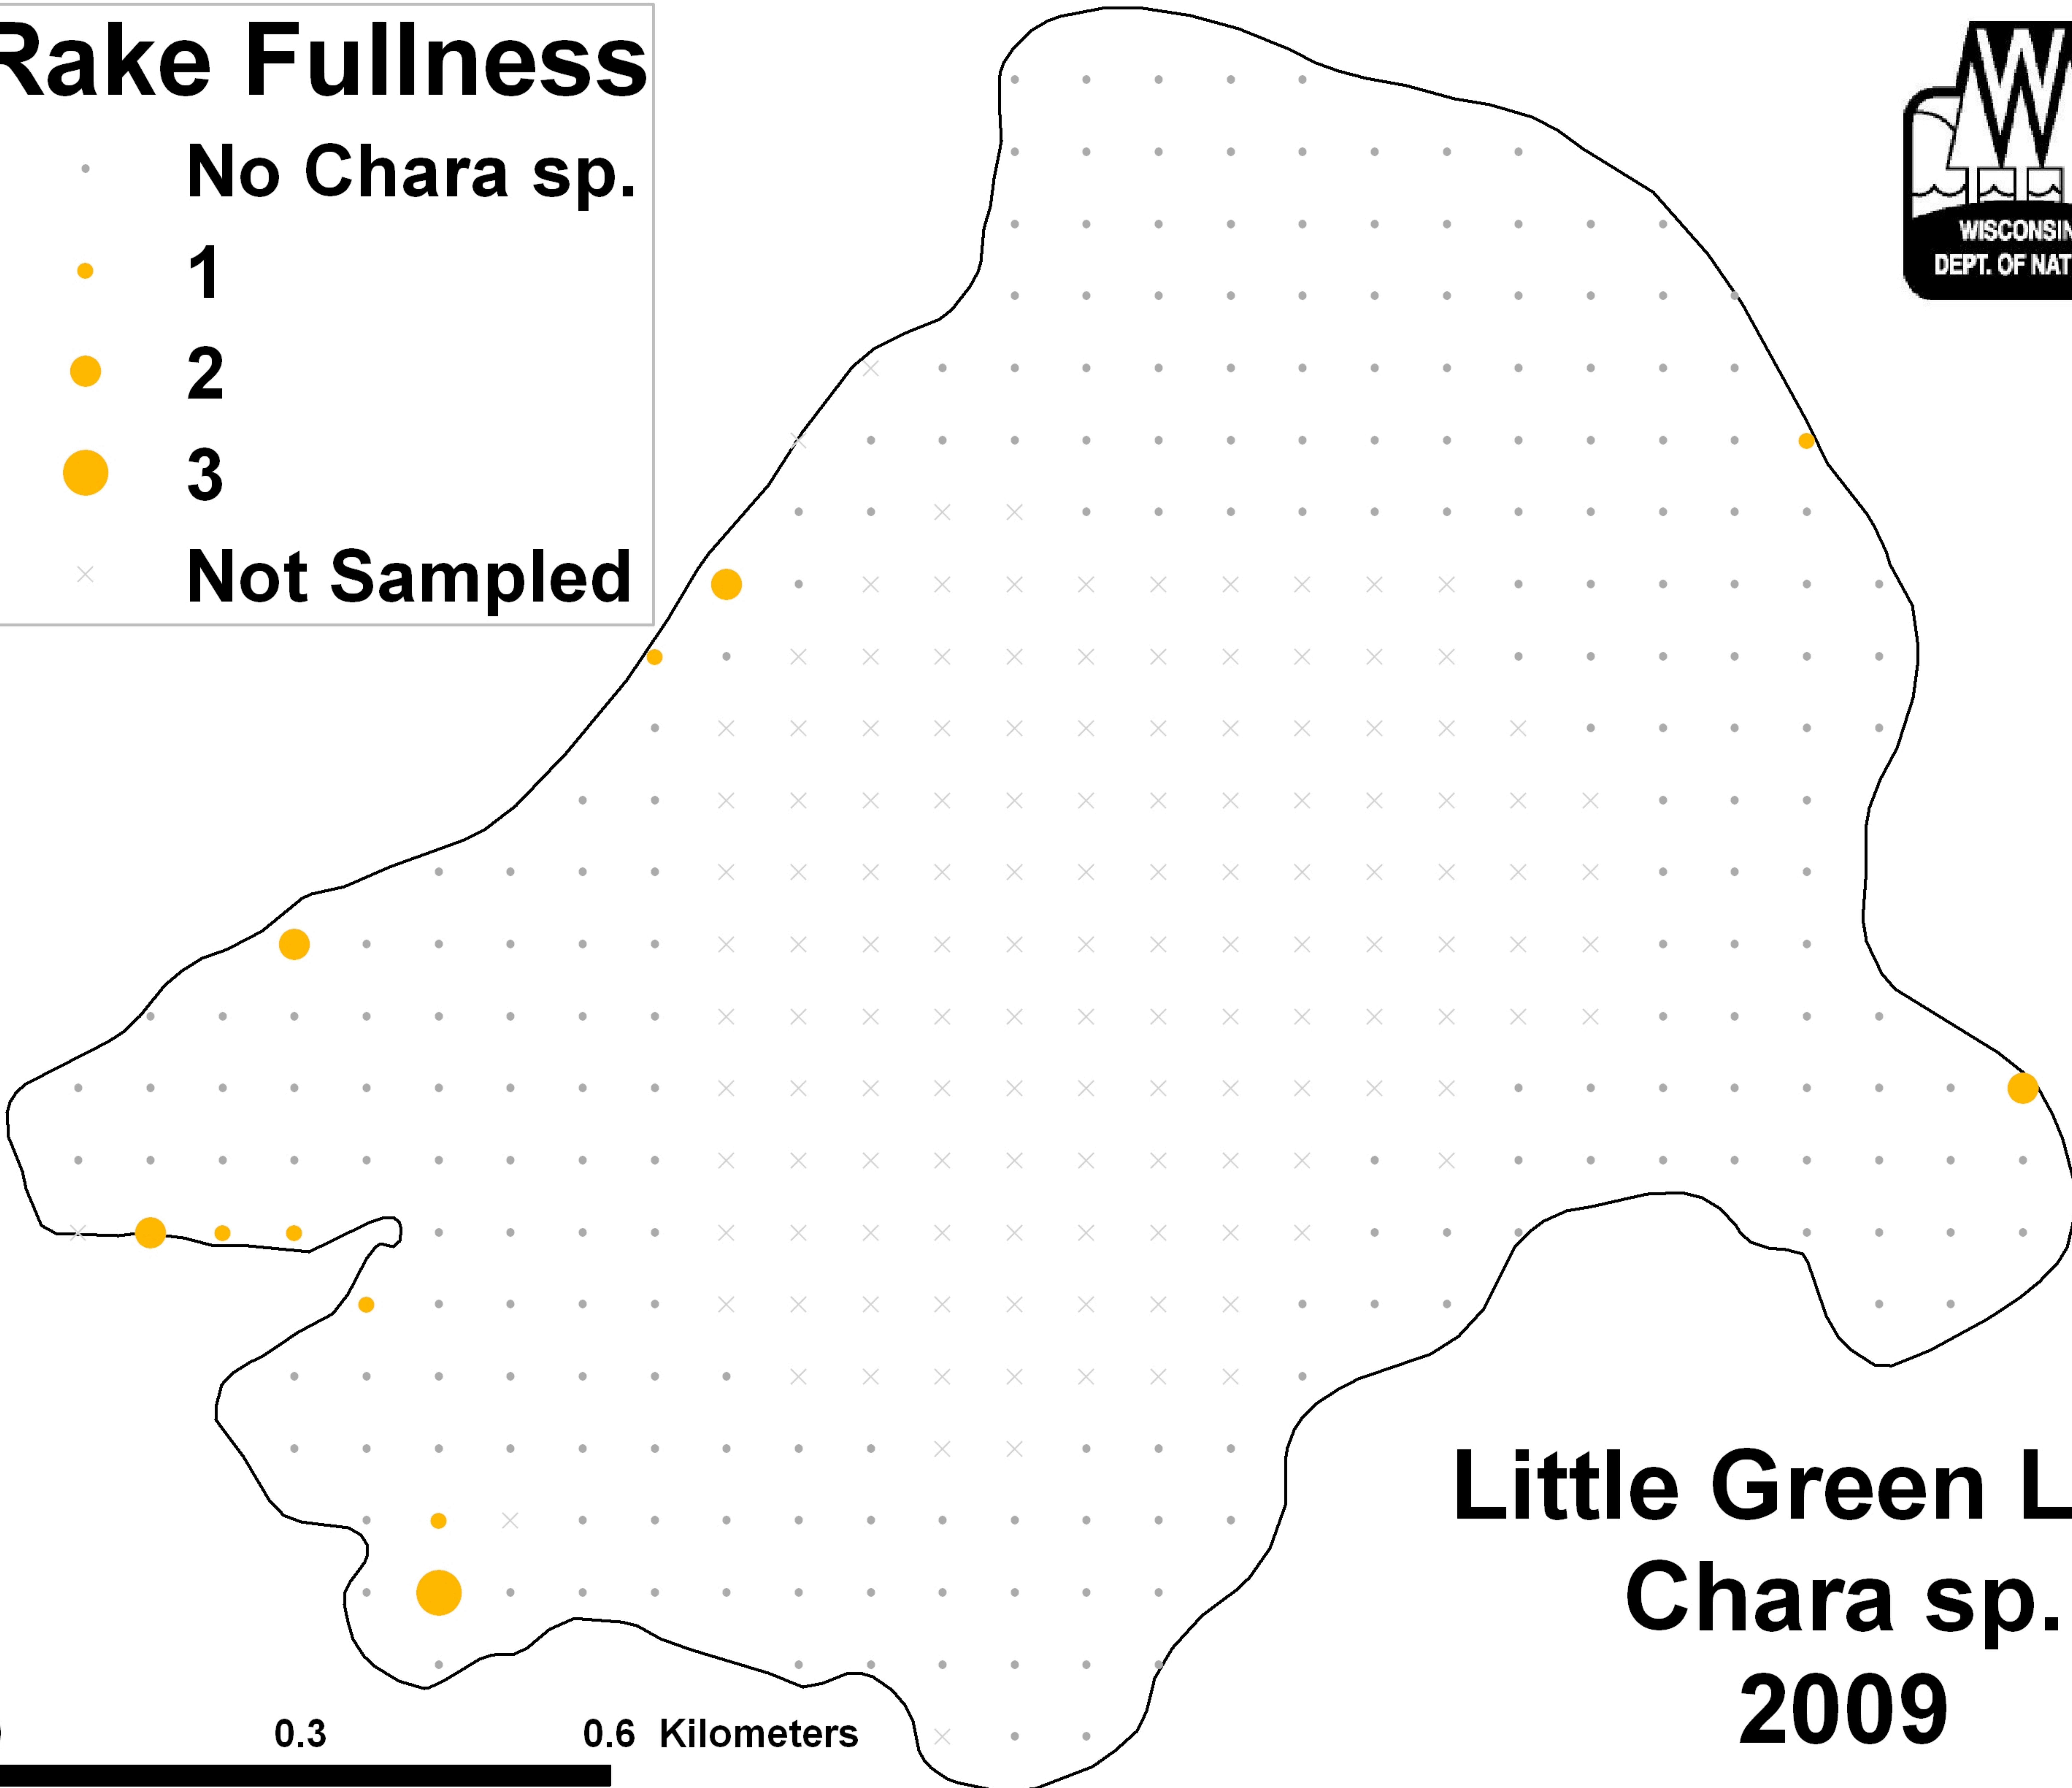 Rake Fullness
No Chara sp.
1
2
3
Not Sampled
WISCONSIN
DEPT. OF NAT
Little Green L
Chara sp.
2009
0.3 0.6 Kilometers